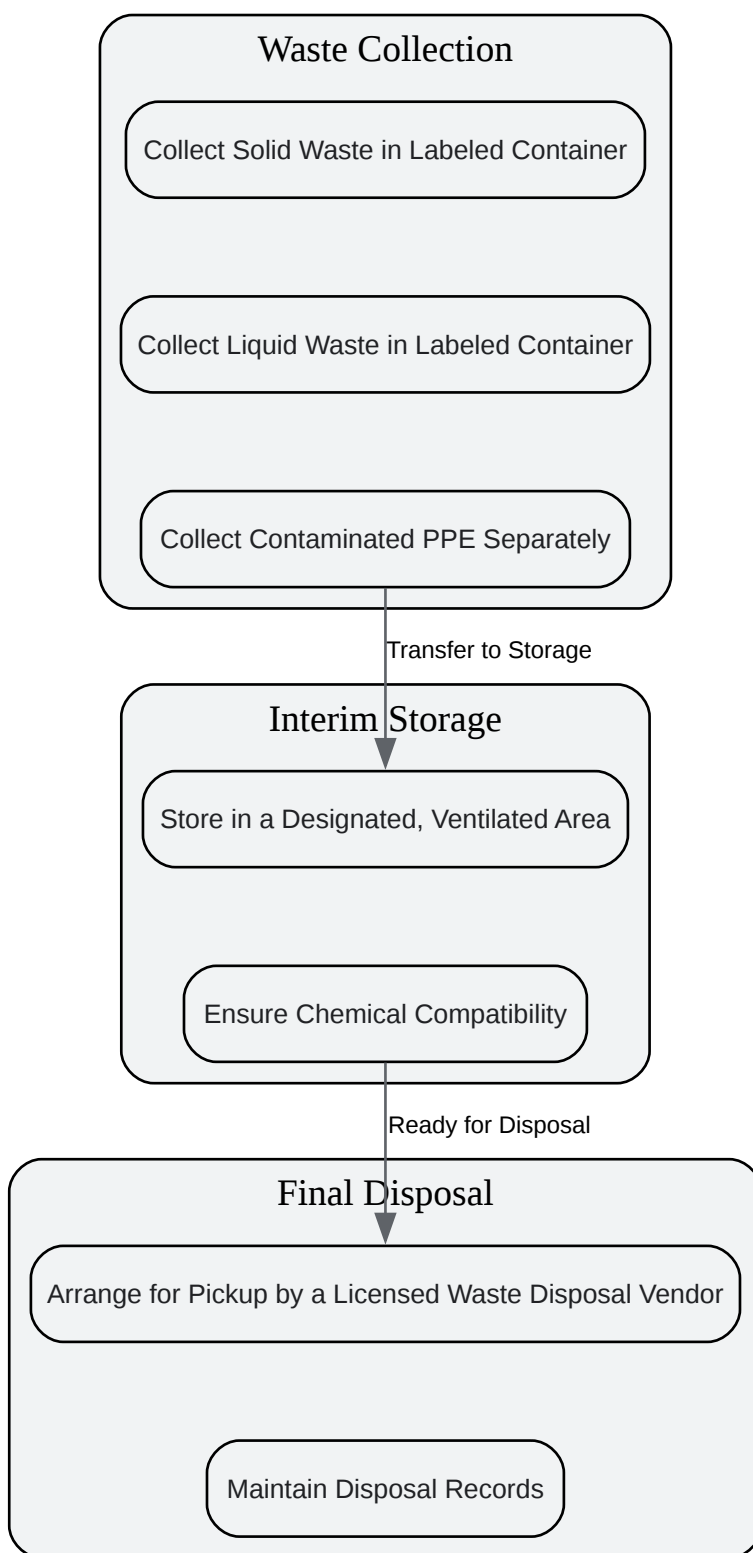 Waste Collection
Collect Solid Waste in Labeled Container
Collect Liquid Waste in Labeled Container
Collect Contaminated PPE Separately
Transfer to Storage
Interim Storage
Store in a Designated, Ventilated Area
Ensure Chemical Compatibility
Ready for Disposal
Final Disposal
Arrange for Pickup by a Licensed Waste Disposal Vendor
Maintain Disposal Records